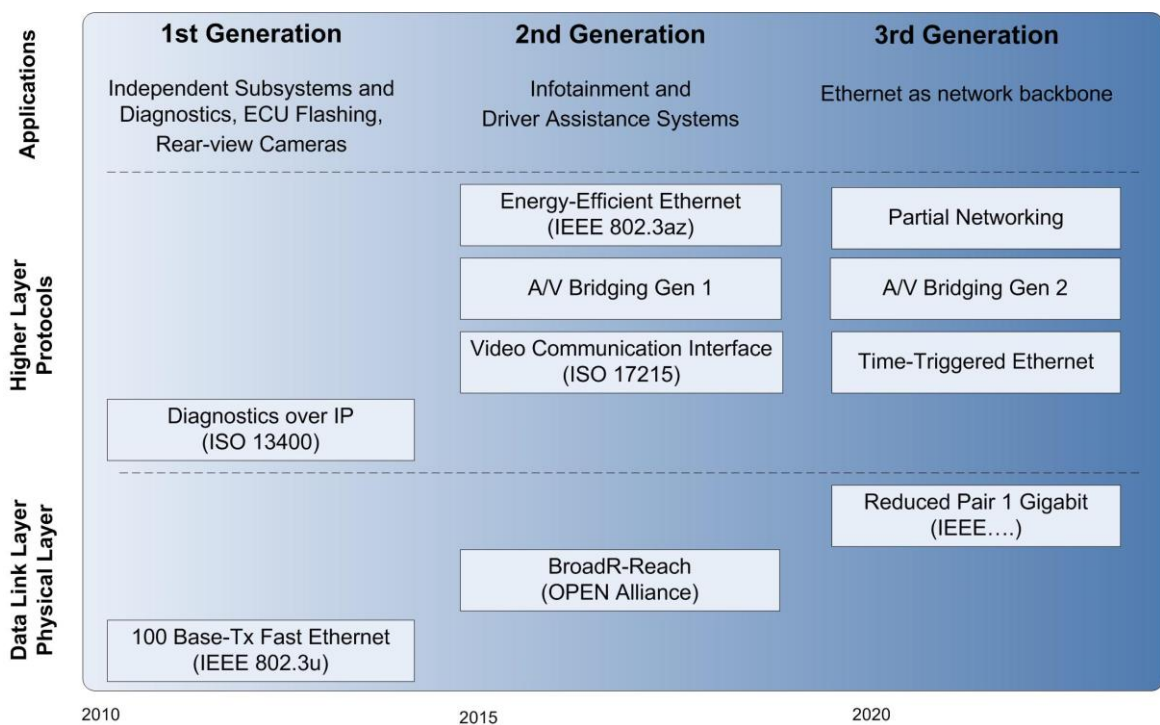 Applications
1st Generation
2nd Generation
3rd Generation
Independent Subsystems and
Diagnostics, ECU Flashing,
Rear-view Cameras
Infotainment and
Driver Assistance Systems
Ethernet as network backbone
Higher Layer
Protocols
Energy-Efficient Ethernet
(IEEE 802.3az)
Partial Networking
A/V Bridging Gen 1
A/V Bridging Gen 2
Video Communication Interface
(ISO 17215)
Time-Triggered Ethernet
Diagnostics over IP
(ISO 13400)
Data Link Layer
Physical Layer
Reduced Pair 1 Gigabit
(IEEE….)
BroadR-Reach
(OPEN Alliance)
100 Base-Tx Fast Ethernet
(IEEE 802.3u)
2010
2015
2020